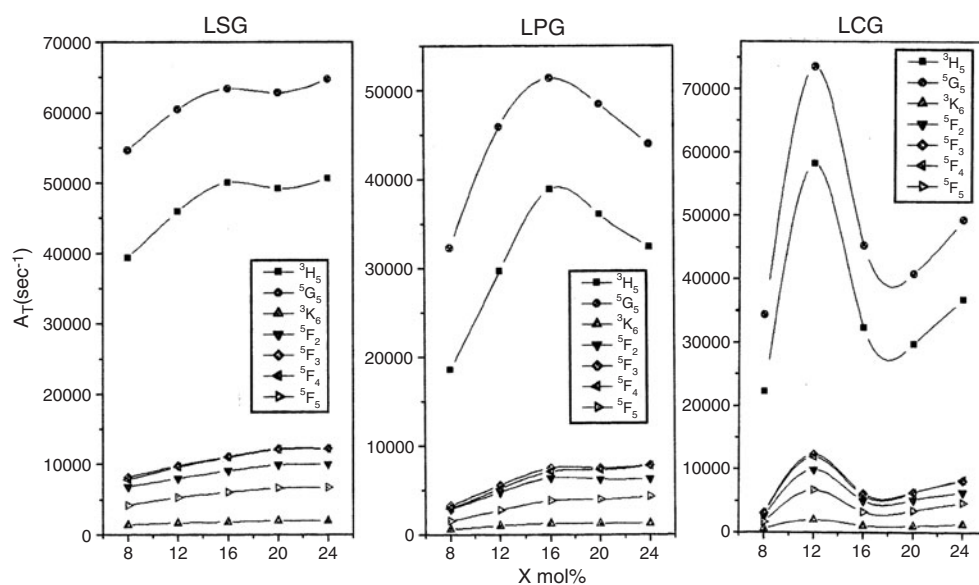 LSG
LPG
LCG
A_T(sec⁻¹)
70000
60000
50000
40000
30000
20000
10000
0
³H₅
⁵G₅
³K₆
⁵F₂
⁵F₃
⁵F₄
⁵F₅
8 12 16 20 24
50000
40000
30000
20000
10000
0
³H₅
⁵G₅
³K₆
⁵F₂
⁵F₃
⁵F₄
⁵F₅
8 12 16 20 24
70000
60000
50000
40000
30000
20000
10000
0
³H₅
⁵G₅
³K₆
⁵F₂
⁵F₃
⁵F₄
⁵F₅
8 12 16 20 24
X mol%